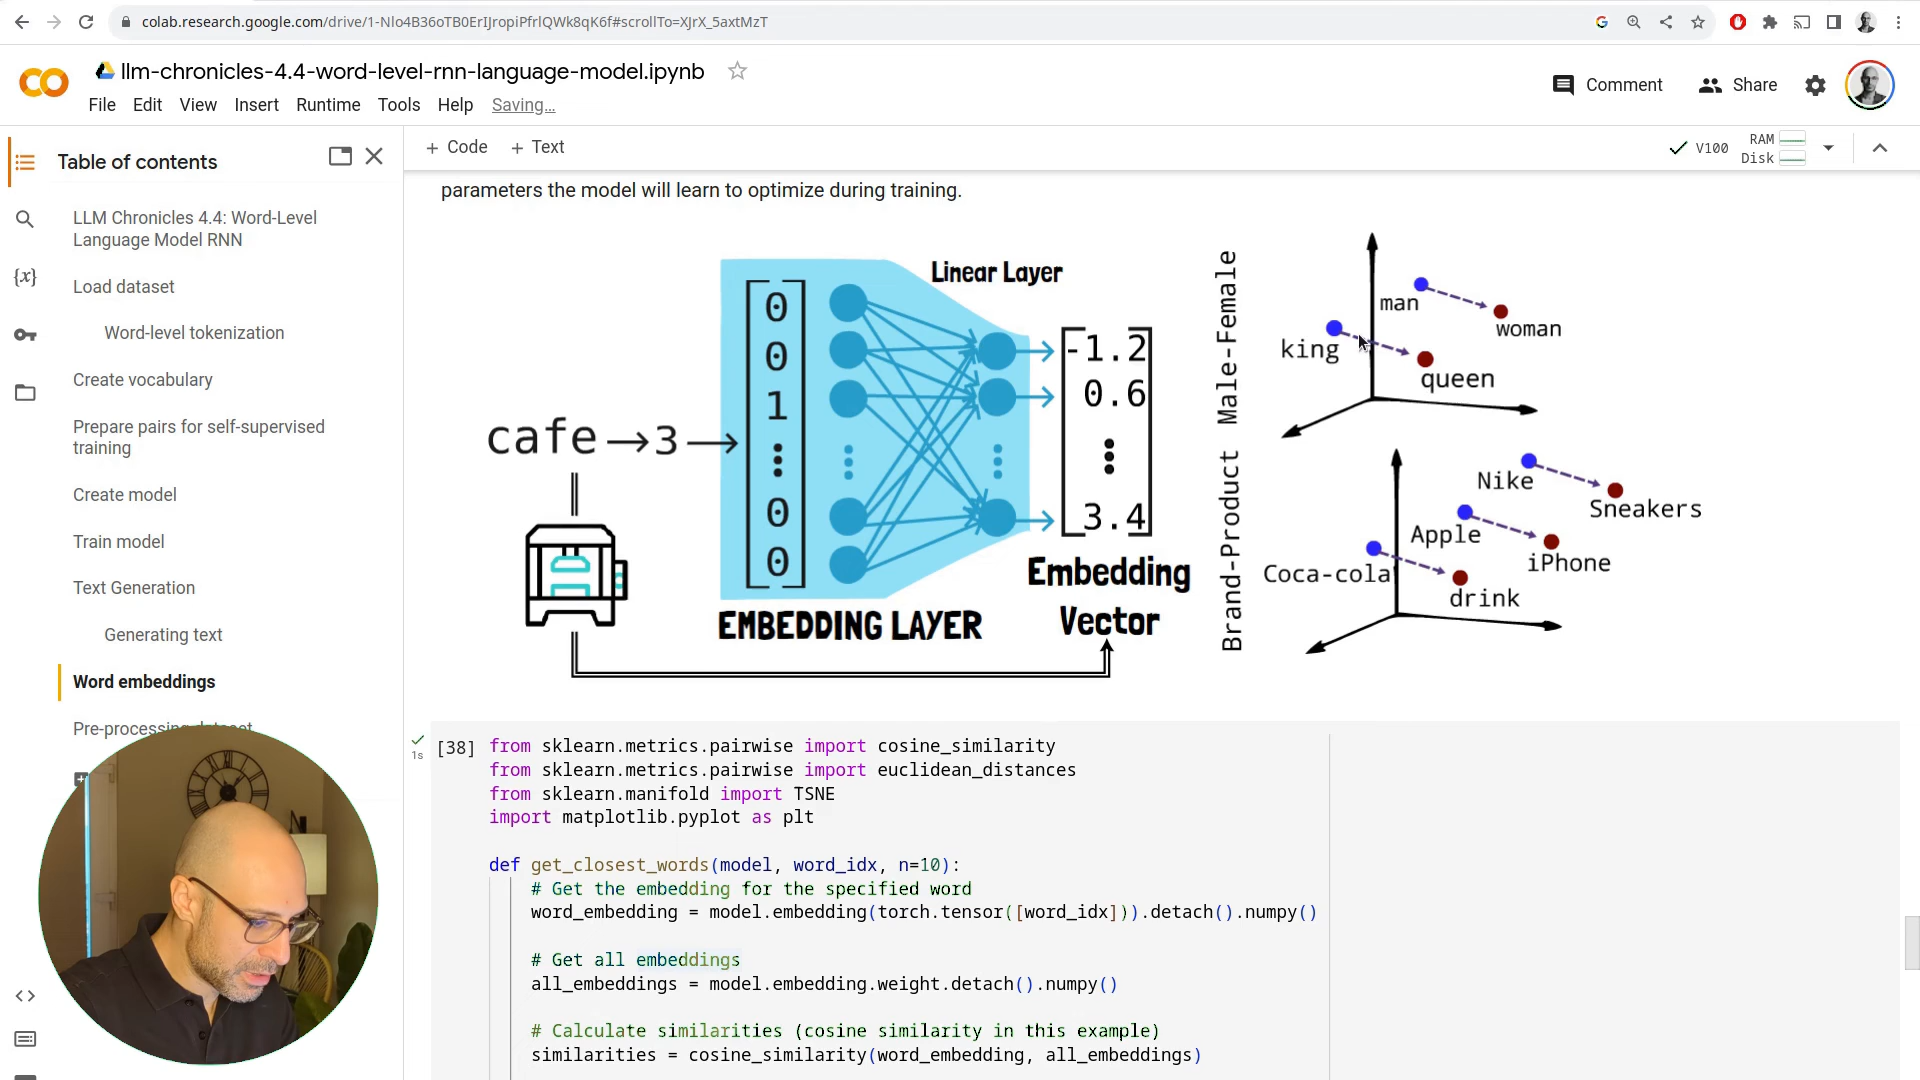 colab.research.google.com/drive/1-Nlo4B36oTB0ErIJropiPfrlQWk8qK6f#scrollTo=XJrX_5axtMzT
llm-chronicles-4.4-word-level-rnn-language-model.ipynb
File Edit View Insert Runtime Tools Help Saving...
Comment Share
Table of contents
+ Code + Text
V100 RAM Disk
LLM Chronicles 4.4: Word-Level
Language Model RNN
Load dataset
Word-level tokenization
Create vocabulary
Prepare pairs for self-supervised
training
Create model
Train model
Text Generation
Generating text
Word embeddings
Pre-processing dataset
{x}
parameters the model will learn to optimize during training.
cafe → 3 →
0
0
1
0
0
Linear Layer
-1.2
0.6
3.4
EMBEDDING LAYER
Embedding
Vector
Male-Female
man
woman
king
queen
Brand-Product
Nike
Sneakers
Apple
iPhone
Coca-cola
drink
1s
[38] from sklearn.metrics.pairwise import cosine_similarity
from sklearn.metrics.pairwise import euclidean_distances
from sklearn.manifold import TSNE
import matplotlib.pyplot as plt
def get_closest_words(model, word_idx, n=10):
# Get the embedding for the specified word
word_embedding = model.embedding(torch.tensor([word_idx])).detach().numpy()
# Get all embeddings
all_embeddings = model.embedding.weight.detach().numpy()
# Calculate similarities (cosine similarity in this example)
similarities = cosine_similarity(word_embedding, all_embeddings)